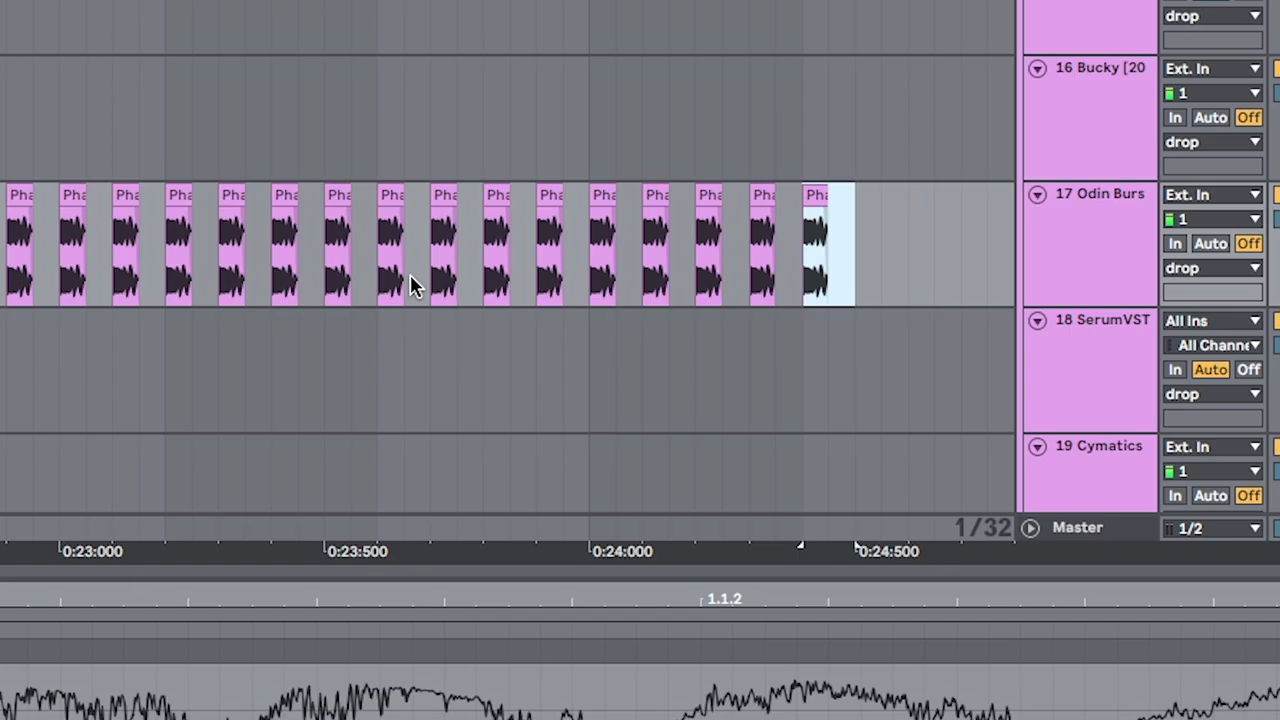 drop
16 Bucky [20
Ext. In
1
In Auto Off
drop
Pha Pha Pha Pha Pha Pha Pha Pha Pha Pha Pha Pha Pha Pha Pha Pha
17 Odin Burs
Ext. In
1
In Auto Off
drop
18 SerumVST
All Ins
All Channe
In Auto Off
drop
19 Cymatics
Ext. In
1
In Auto Off
1/32
Master
1/2
0:23:000 0:23:500 0:24:000 0:24:500
1.1.2